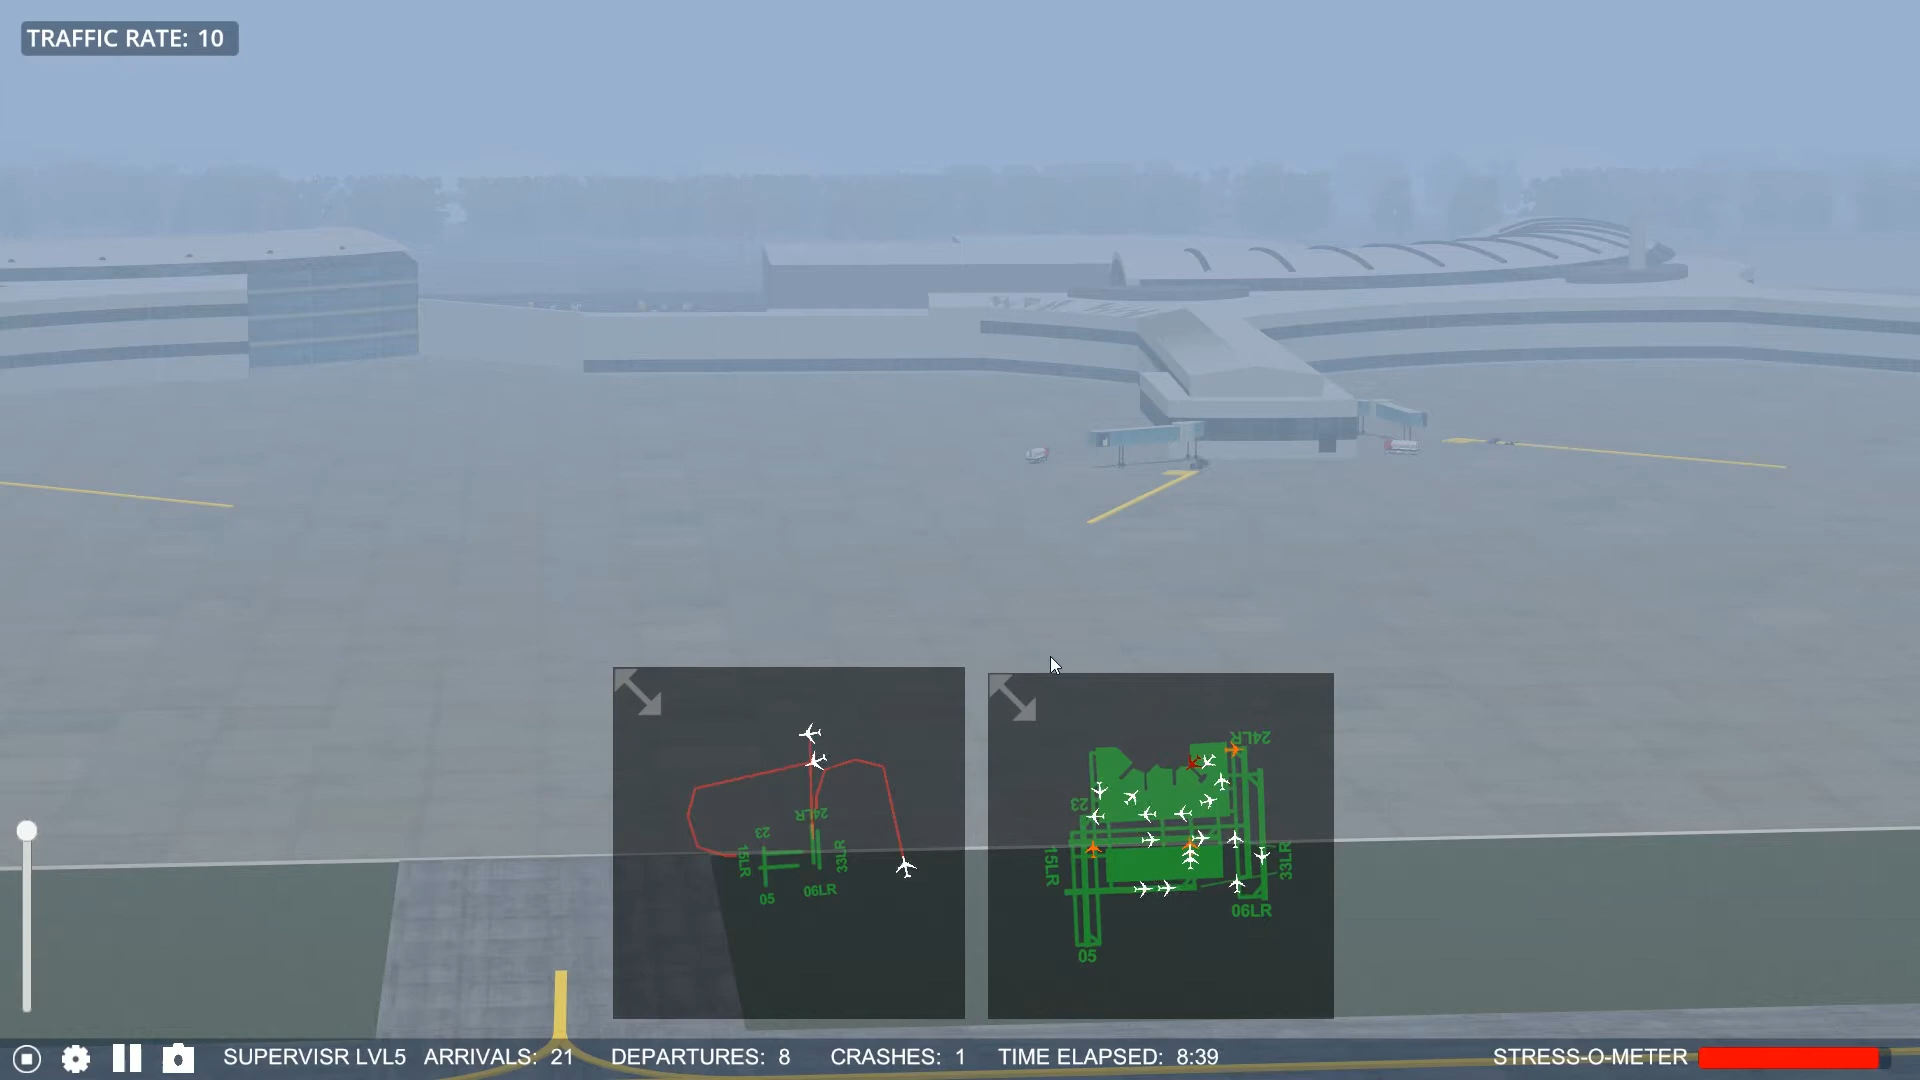 TRAFFIC RATE: 10
24LR
23
15LR
33LR
05
06LR
24LR
23
15LR
33LR
06LR
05
SUPERVISR LVL5 ARRIVALS: 21 DEPARTURES: 8 CRASHES: 1 TIME ELAPSED: 8:39 STRESS-O-METER